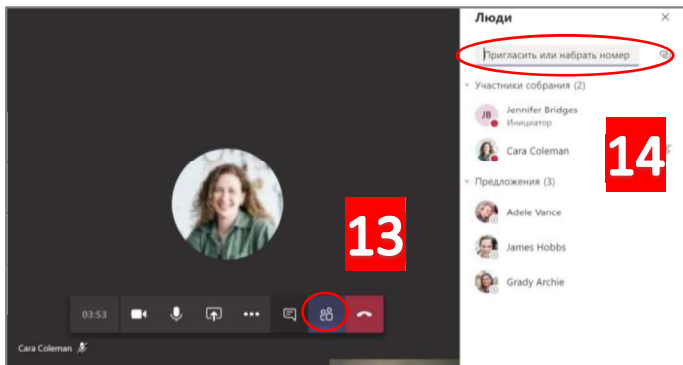 Люди
Пригласить или набрать номер
Участники собрания (2)
JB
Jennifer Bridges
Инициатор
Cara Coleman
14
Предложения (3)
Adele Vance
James Hobbs
Grady Archie
13
03:53
Cara Coleman